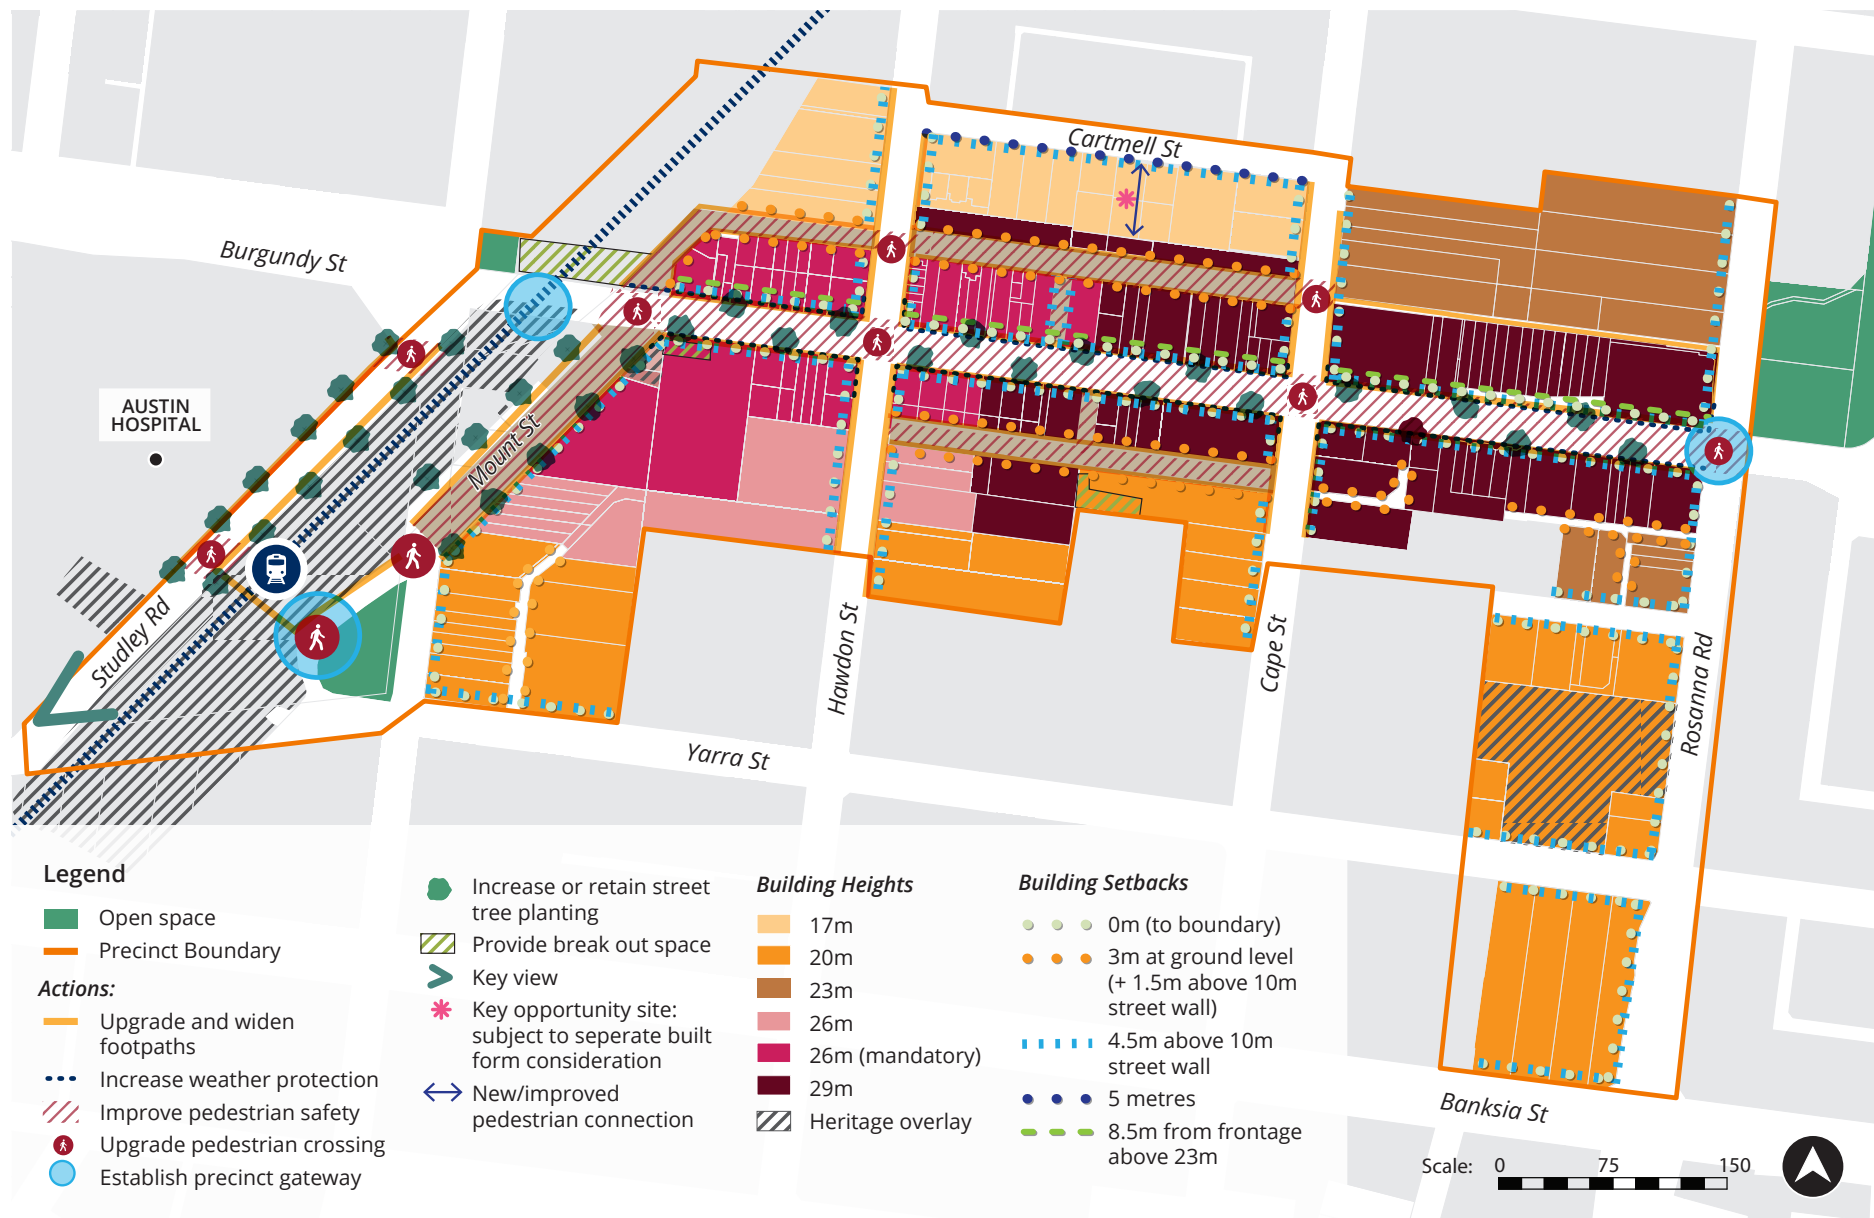 Cartmell St
Burgundy St
AUSTIN
HOSPITAL
Mount St
Studley Rd
Hawdon St
Cape St
Rosanna Rd
Yarra St
Banksia St
Legend
Open space
Precinct Boundary
Actions:
Upgrade and widen
footpaths
Increase weather protection
Improve pedestrian safety
Upgrade pedestrian crossing
Establish precinct gateway
Increase or retain street
tree planting
Provide break out space
Key view
Key opportunity site:
subject to seperate built
form consideration
New/improved
pedestrian connection
Building Heights
17m
20m
23m
26m
26m (mandatory)
29m
Heritage overlay
Building Setbacks
0m (to boundary)
3m at ground level
(+ 1.5m above 10m
street wall)
4.5m above 10m
street wall
5 metres
8.5m from frontage
above 23m
Scale: 0 75 150